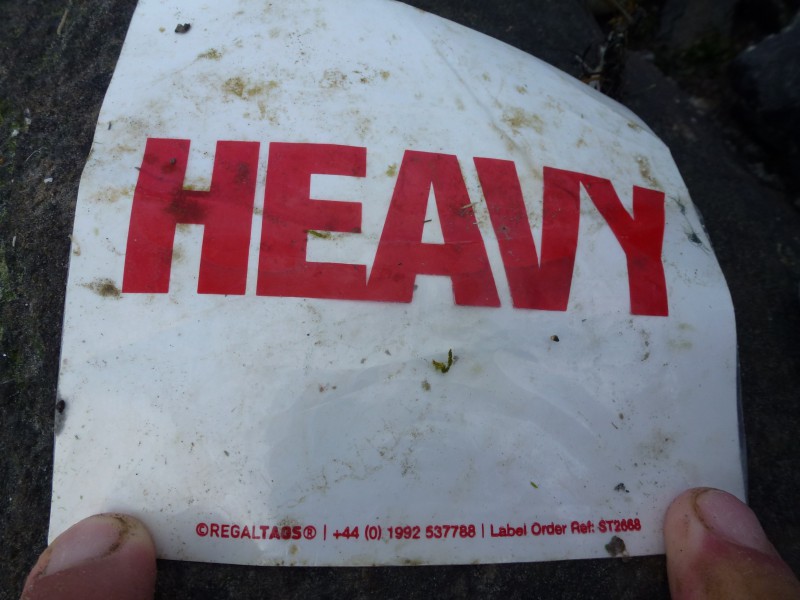 HEAVY
©REGALTAGS® | +44 (0) 1992 537788 | Label Order Ref: ST2668